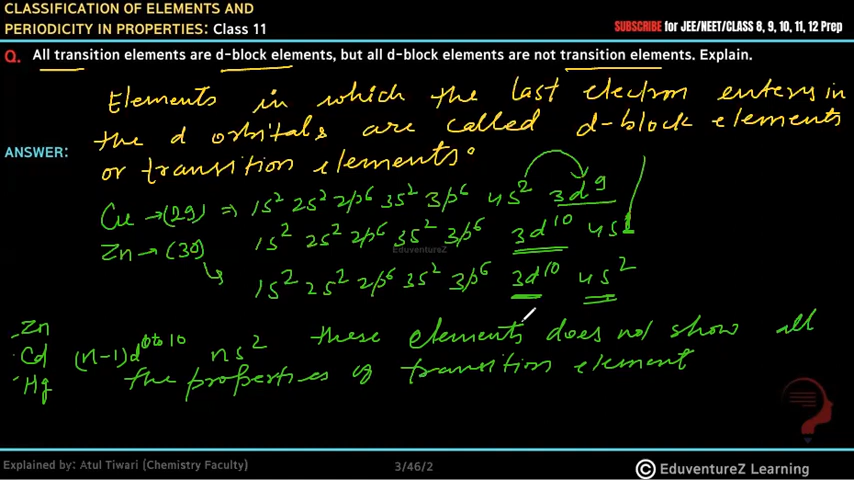 CLASSIFICATION OF ELEMENTS AND
PERIODICITY IN PROPERTIES: Class 11
SUBSCRIBE for JEE/NEET/CLASS 8, 9, 10, 11, 12 Prep
Q. All transition elements are d-block elements, but all d-block elements are not transition elements. Explain.
ANSWER:
Elements in which the last electron enters in
the d orbitals are called d-block elements
or transition elements.
Cu → (29) ⇒ 1s² 2s² 2p⁶ 3s² 3p⁶ 4s² 3d⁹
1s² 2s² 2p⁶ 3s² 3p⁶ 3d¹⁰ 4s¹
Zn → (30)
1s² 2s² 2p⁶ 3s² 3p⁶ 3d¹⁰ 4s²
EduventureZ
Zn
Cd (n-1)d⁰ ᵗᵒ ¹⁰ ns² these elements does not show all
Hg the properties of transition element
Explained by: Atul Tiwari (Chemistry Faculty)
3/46/2
© EduventureZ Learning